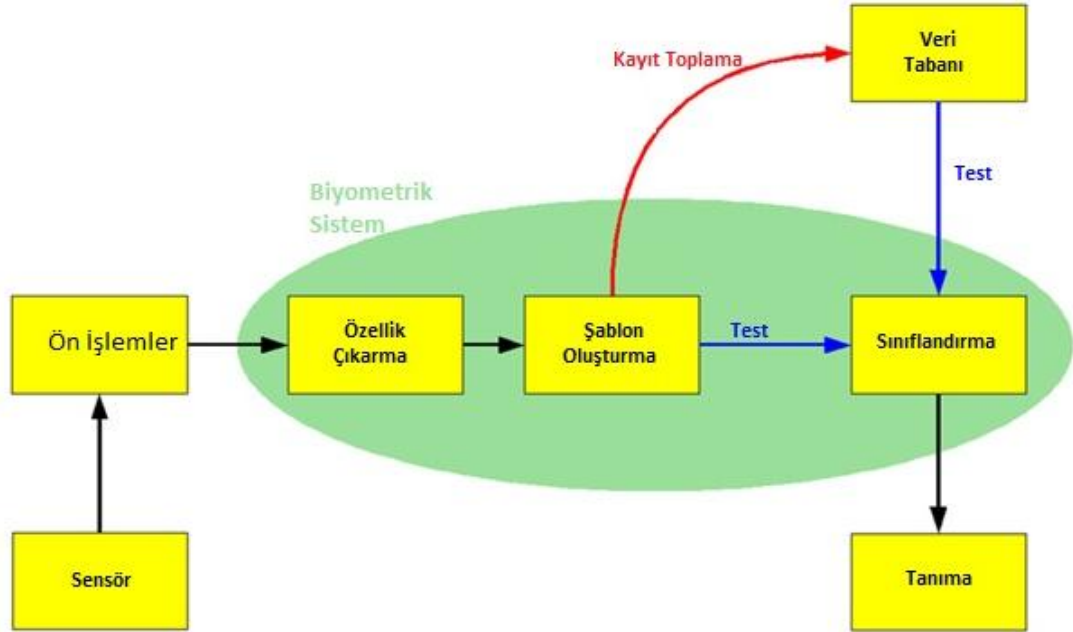 Veri
Tabanı
Kayıt Toplama
Test
Biyometrik
Sistem
Ön İşlemler
Özellik
Çıkarma
Şablon
Oluşturma
Test
Sınıflandırma
Sensör
Tanıma